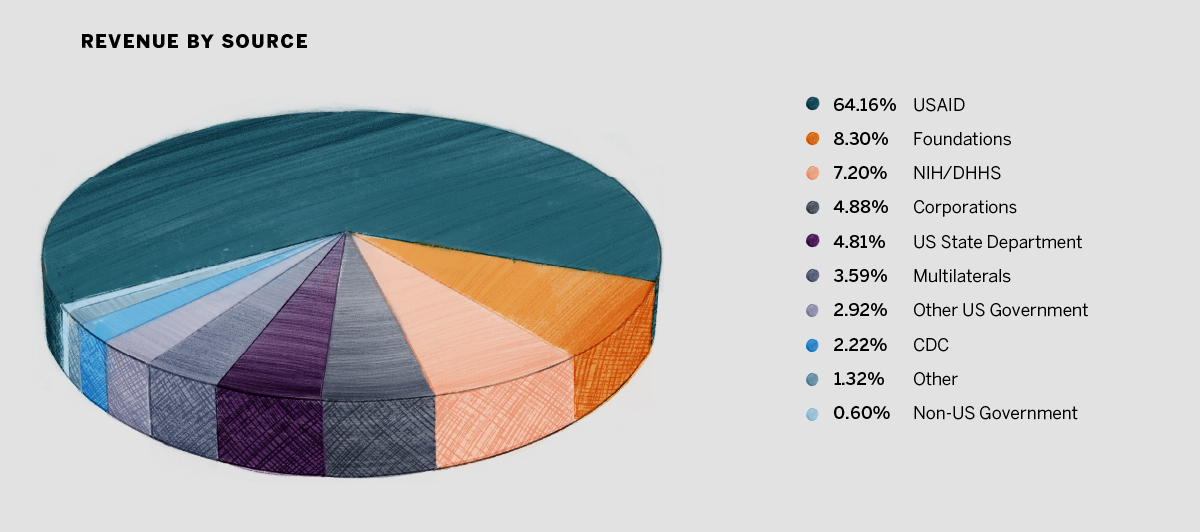 REVENUE BY SOURCE
64.16% USAID
8.30% Foundations
7.20% NIH/DHHS
4.88% Corporations
4.81% US State Department
3.59% Multilaterals
2.92% Other US Government
2.22% CDC
1.32% Other
0.60% Non-US Government